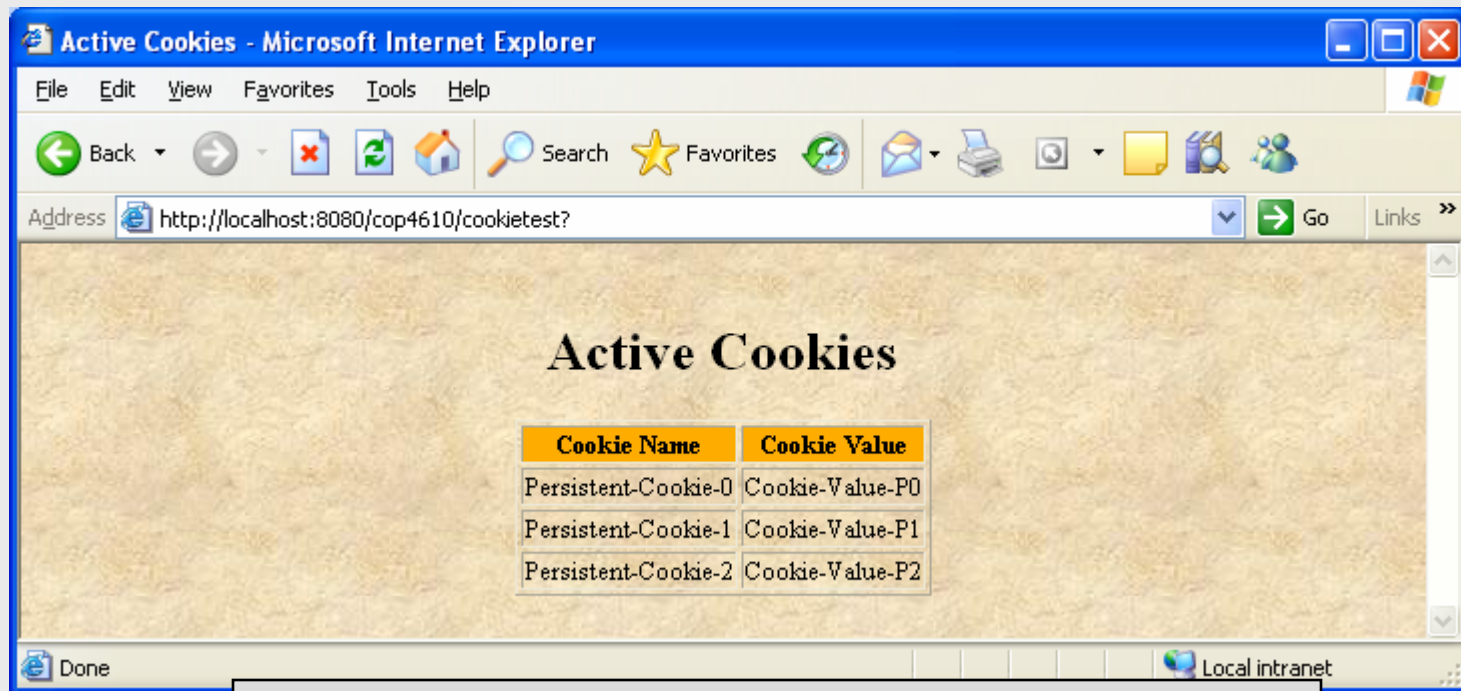 Active Cookies - Microsoft Internet Explorer
File Edit View Favorites Tools Help
Back Search Favorites
Address http://localhost:8080/cop4610/cookietest? Go Links »
Active Cookies
Cookie Name Cookie Value
Persistent-Cookie-0 Cookie-Value-P0
Persistent-Cookie-1 Cookie-Value-P1
Persistent-Cookie-2 Cookie-Value-P2
Done Local intranet